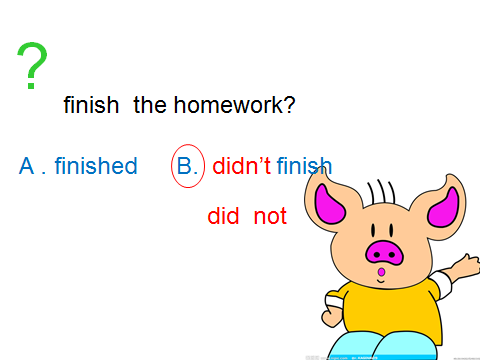 ?
finish the homework?
A . finished B. didn't finish
did not